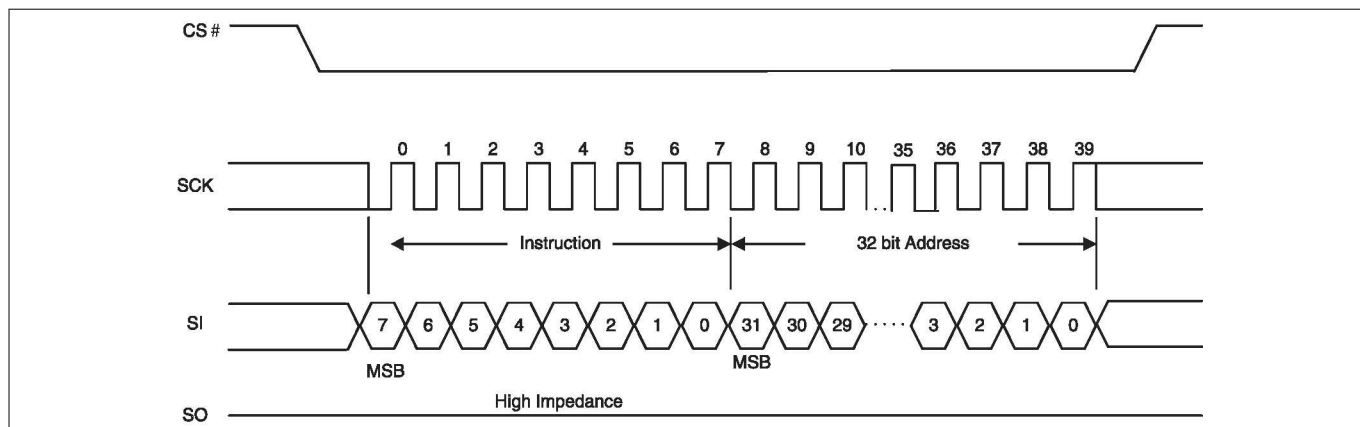 CS #
0 1 2 3 4 5 6 7 8 9 10 35 36 37 38 39
SCK
Instruction 32 bit Address
SI 7 6 5 4 3 2 1 0 31 30 29 3 2 1 0
MSB MSB
High Impedance
SO